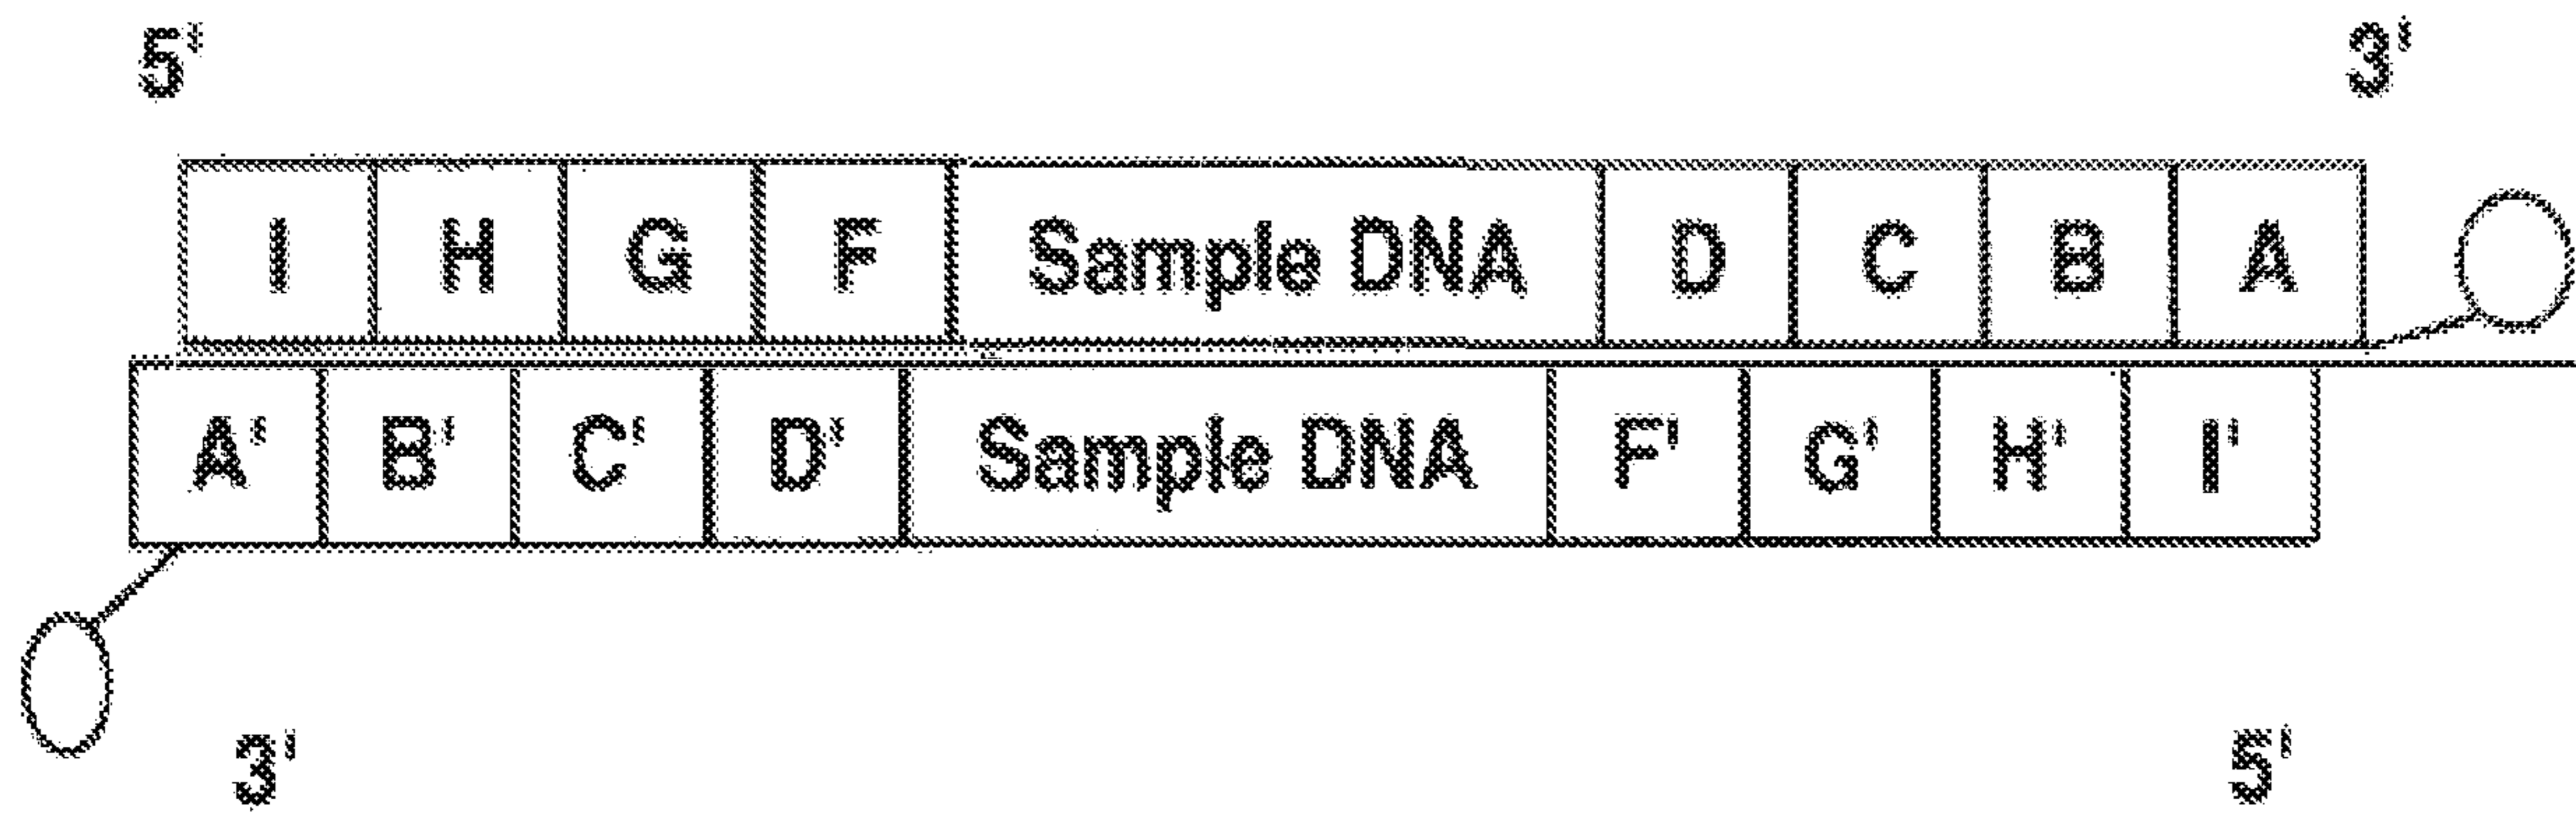 5' 3'
I H G F Sample DNA D C B A
A' B' C' D' Sample DNA F' G' H' I'
3' 5'